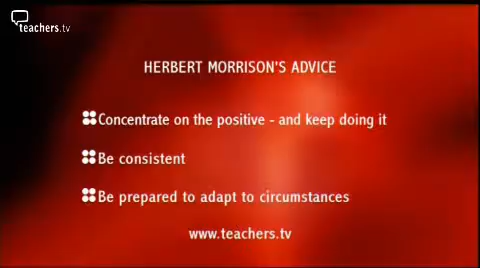 teachers.tv
HERBERT MORRISON'S ADVICE
Concentrate on the positive - and keep doing it
Be consistent
Be prepared to adapt to circumstances
www.teachers.tv